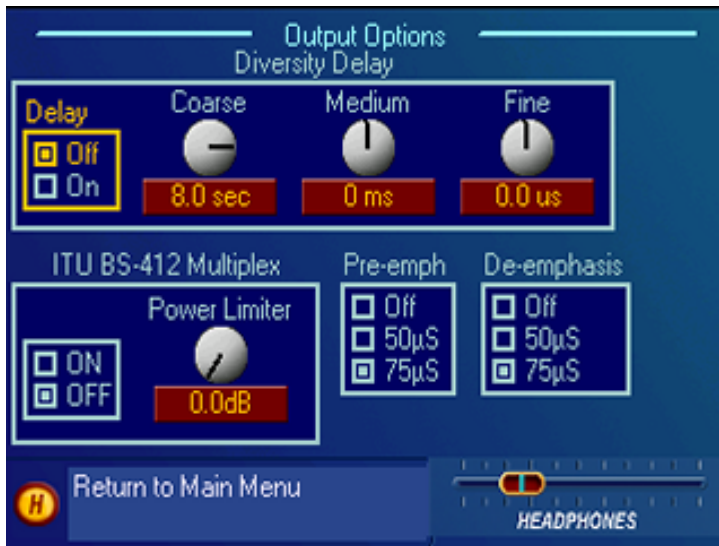 Output Options
Diversity Delay
Delay
Off
On
Coarse
8.0 sec
Medium
0 ms
Fine
0.0 us
ITU BS-412 Multiplex
ON
OFF
Power Limiter
0.0dB
Pre-emph
Off
50µS
75µS
De-emphasis
Off
50µS
75µS
H
Return to Main Menu
HEADPHONES